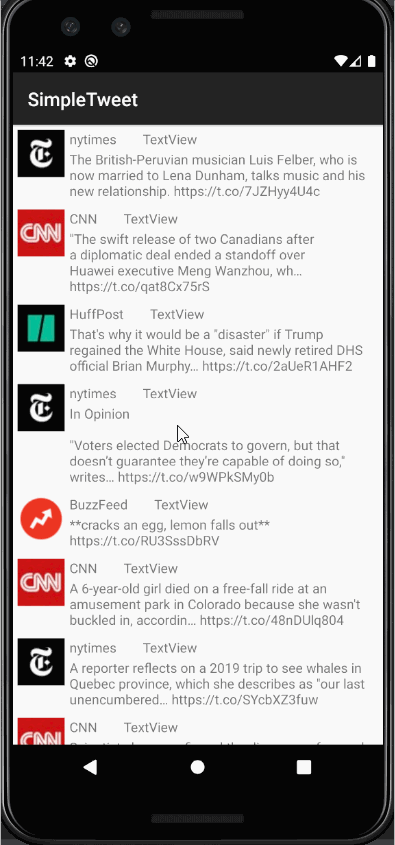 11:42
SimpleTweet
nytimes TextView
The British-Peruvian musician Luis Felber, who is
now married to Lena Dunham, talks music and his
new relationship. https://t.co/7JZHyy4U4c
CNN
CNN TextView
"The swift release of two Canadians after
a diplomatic deal ended a standoff over
Huawei executive Meng Wanzhou, wh…
https://t.co/qat8Cx75rS
HuffPost TextView
That's why it would be a "disaster" if Trump
regained the White House, said newly retired DHS
official Brian Murphy… https://t.co/2aUeR1AHF2
nytimes TextView
In Opinion
"Voters elected Democrats to govern, but that
doesn't guarantee they're capable of doing so,"
writes… https://t.co/w9WPkSMy0b
BuzzFeed TextView
**cracks an egg, lemon falls out**
https://t.co/RU3SssDbRV
CNN
CNN TextView
A 6-year-old girl died on a free-fall ride at an
amusement park in Colorado because she wasn't
buckled in, accordin… https://t.co/48nDUlq804
nytimes TextView
A reporter reflects on a 2019 trip to see whales in
Quebec province, which she describes as "our last
unencumbered… https://t.co/SYcbXZ3fuw
CNN
CNN TextView